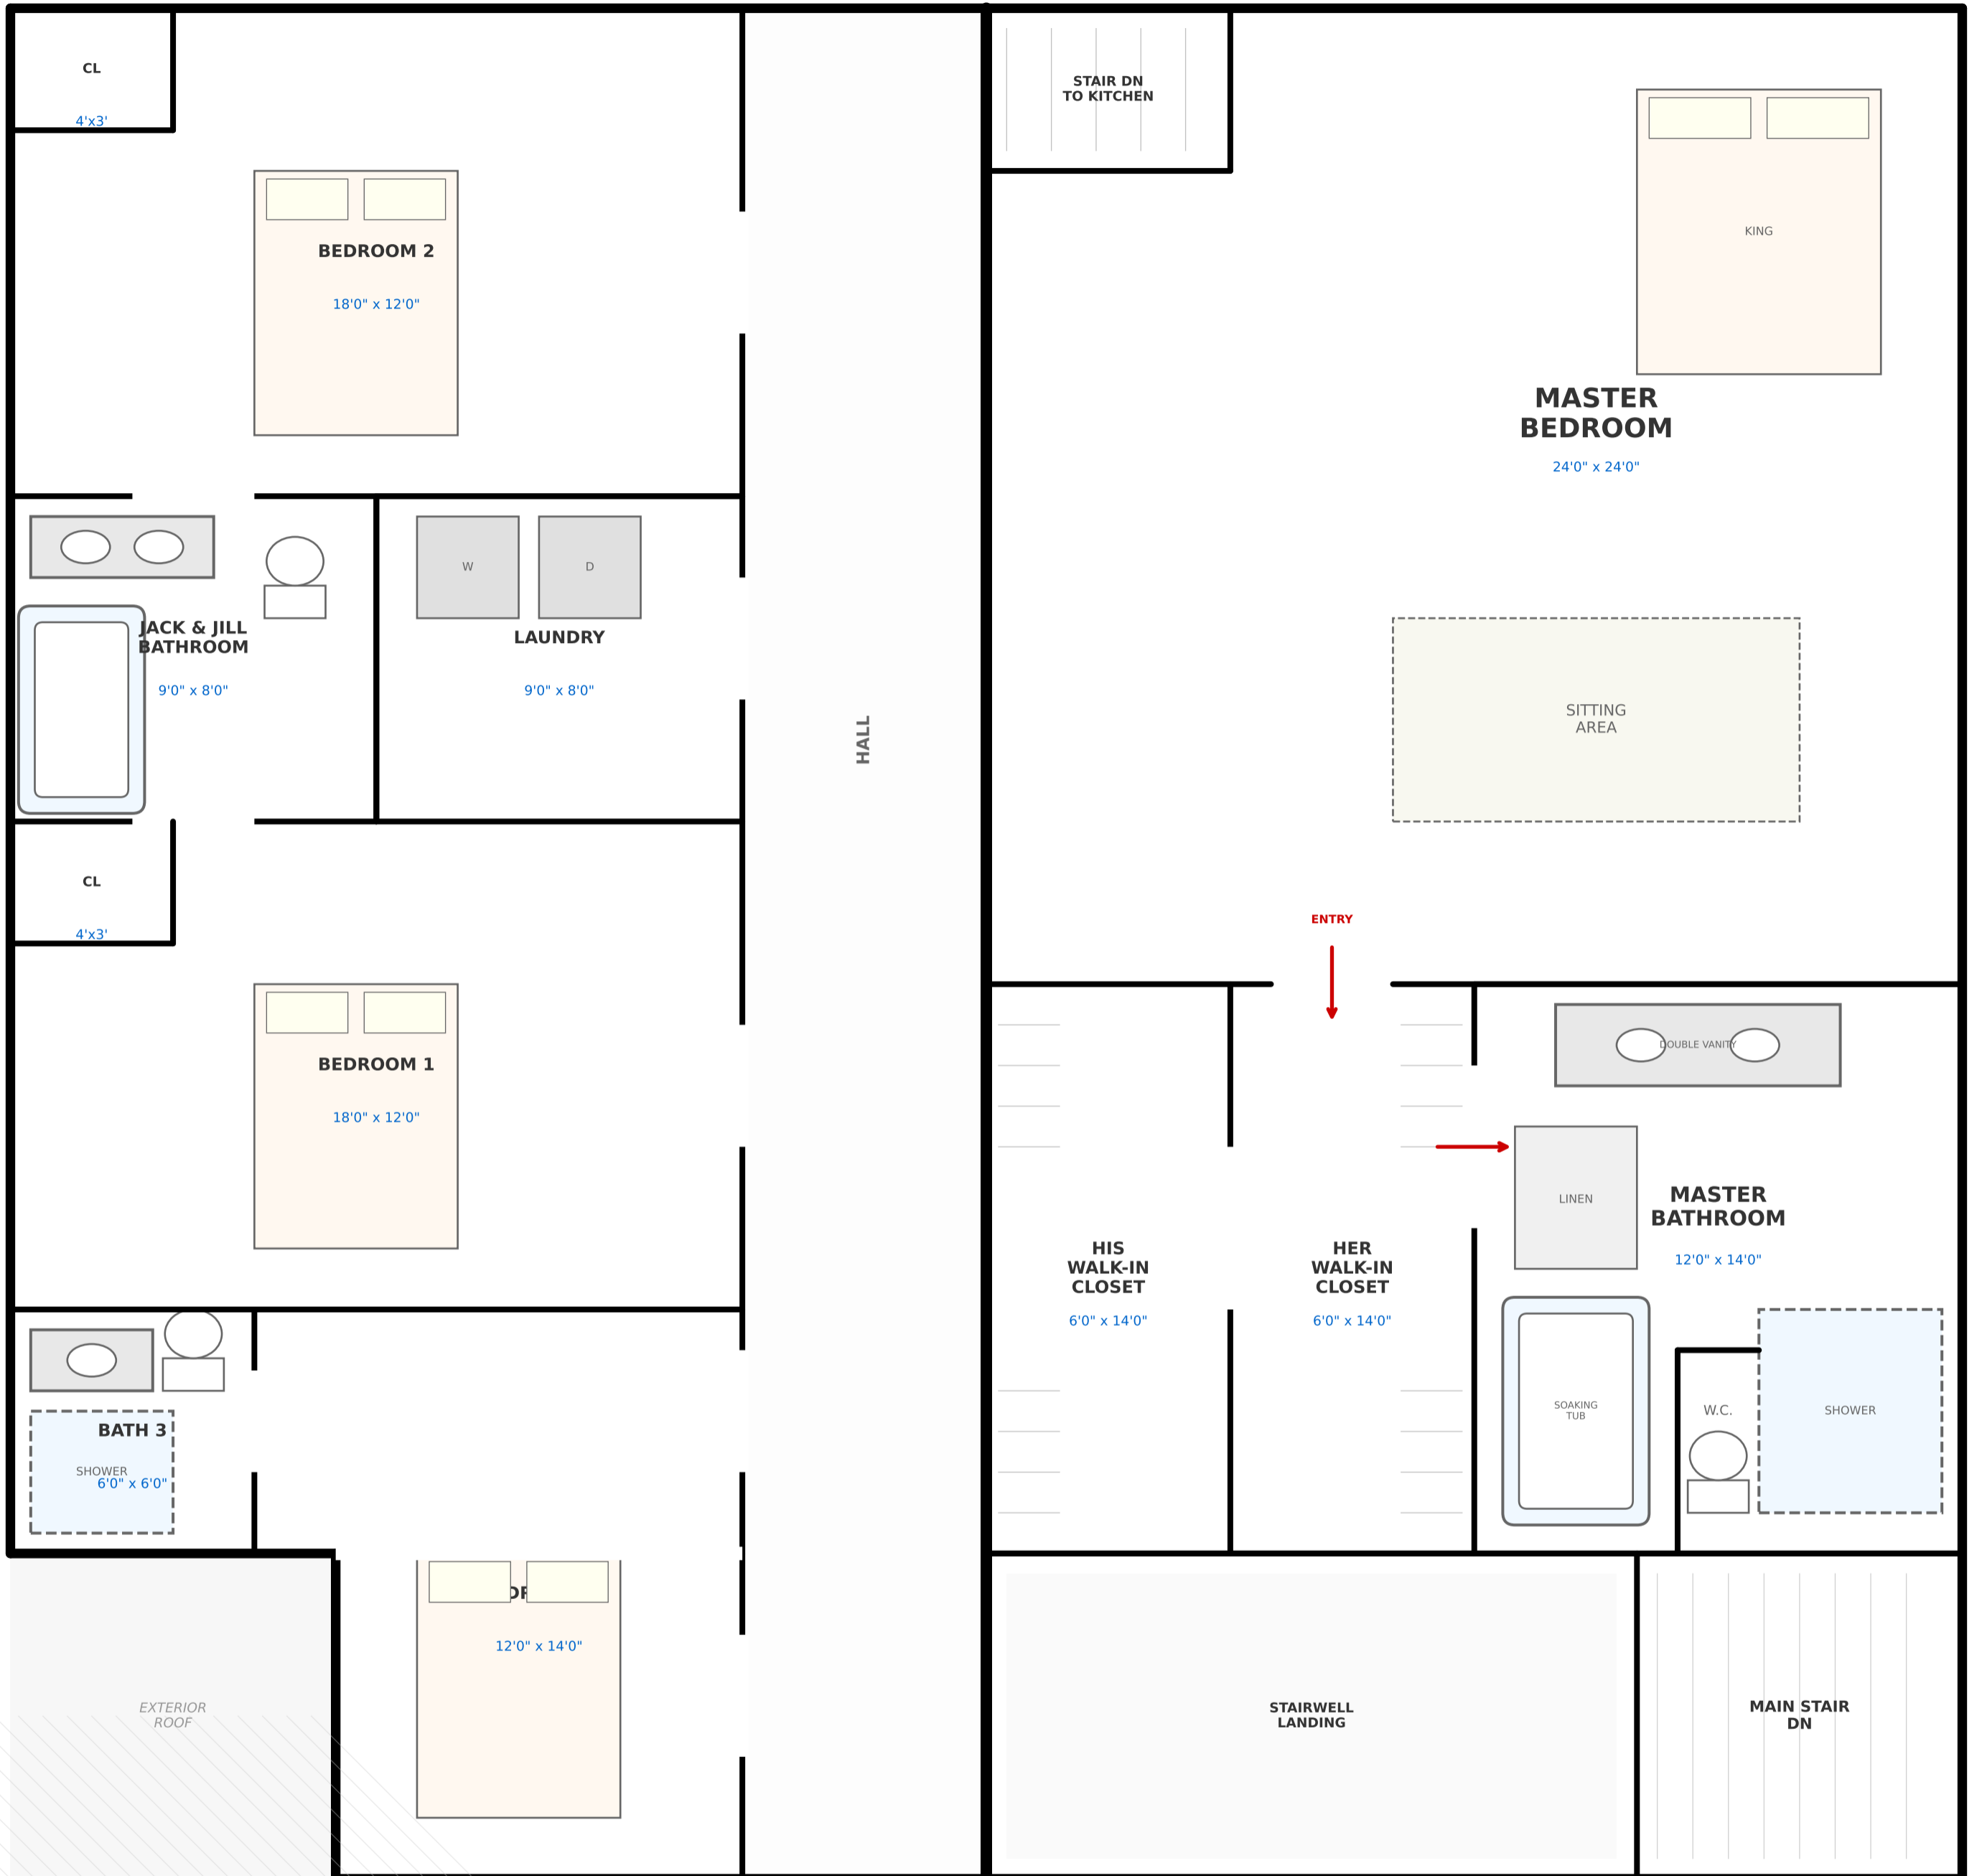 CL
4'x3'
STAIR DN
TO KITCHEN
KING
BEDROOM 2
18'0" x 12'0"
MASTER
BEDROOM
24'0" x 24'0"
W
D
JACK & JILL
BATHROOM
9'0" x 8'0"
LAUNDRY
9'0" x 8'0"
HALL
SITTING
AREA
CL
4'x3'
ENTRY
BEDROOM 1
18'0" x 12'0"
DOUBLE VANITY
LINEN
MASTER
BATHROOM
12'0" x 14'0"
HIS
WALK-IN
CLOSET
6'0" x 14'0"
HER
WALK-IN
CLOSET
6'0" x 14'0"
BATH 3
SHOWER
6'0" x 6'0"
SOAKING
TUB
W.C.
SHOWER
12'0" x 14'0"
EXTERIOR
ROOF
STAIRWELL
LANDING
MAIN STAIR
DN